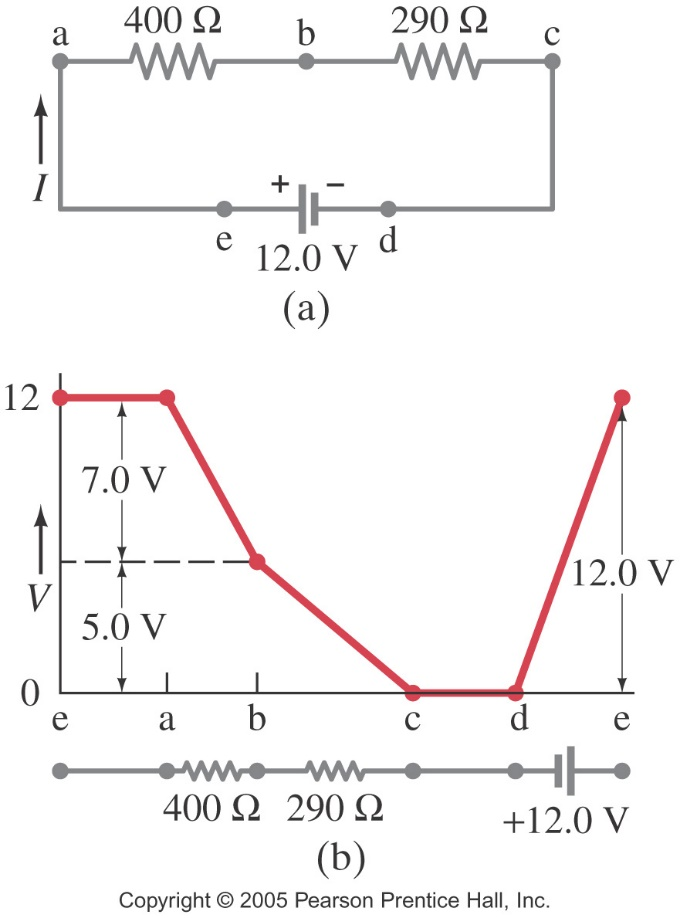 400 Ω 290 Ω
a b c
I
+ −
e d
12.0 V
(a)
12
7.0 V
12.0 V
V
5.0 V
0
e a b c d e
400 Ω 290 Ω +12.0 V
(b)
Copyright © 2005 Pearson Prentice Hall, Inc.